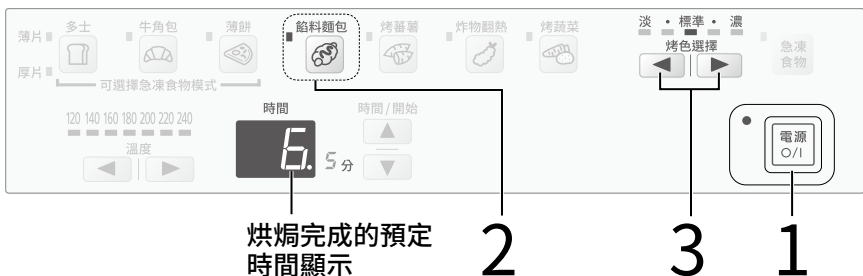 多士 牛角包 薄餅 餡料麵包 烤蕃薯 炸物翻熱 烤蔬菜
薄片
厚片
可選擇急凍食物模式
淡 · 標準 · 濃
烤色選擇
急凍
食物
120 140 160 180 200 220 240
溫度
時間
6. 5 分
時間/開始
電源
O/I
烘焗完成的預定
時間顯示
2
3
1